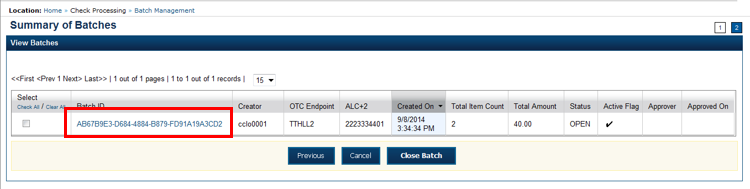 Location: Home » Check Processing » Batch Management
Summary of Batches
1 2
View Batches
<<First <Prev 1 Next> Last>> | 1 out of 1 pages | 1 to 1 out of 1 records | 15
Select Batch ID Creator OTC Endpoint ALC+2 Created On Total Item Count Total Amount Status Active Flag Approver Approved On
Check All / Clear All
AB67B9E3-D684-4884-B879-FD91A19A3CD2 cclo0001 TTHLL2 2223334401 9/8/2014 2 40.00 OPEN ✔
3:34:34 PM
Previous Cancel Close Batch